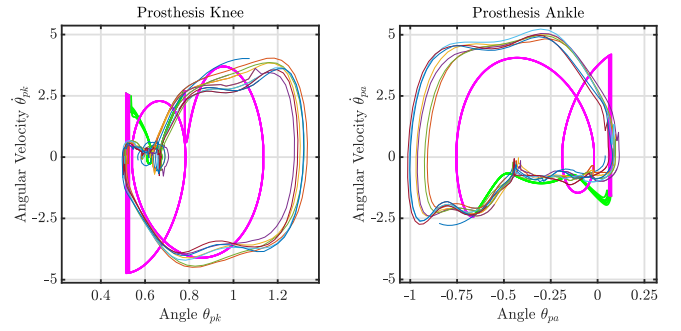 Prosthesis Knee
5
2.5
0
-2.5
-5
0.4 0.6 0.8 1 1.2
Angular Velocity θ̇pk
Angle θpk
Prosthesis Ankle
5
2.5
0
-2.5
-5
-1 -0.75 -0.5 -0.25 0 0.25
Angular Velocity θ̇pa
Angle θpa